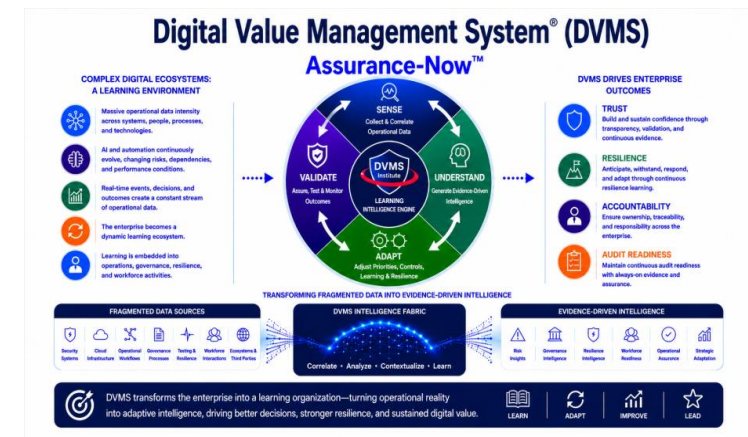 Digital Value Management System® (DVMS)
Assurance-Now™
COMPLEX DIGITAL ECOSYSTEMS:
A LEARNING ENVIRONMENT
Massive operational data intensity
across systems, people, processes,
and technologies.
AI and automation continuously
evolve, changing risks, dependencies,
and performance conditions.
Real-time events, decisions, and
outcomes create a constant stream
of operational data.
The enterprise becomes a
dynamic learning ecosystem.
Learning is embedded into
operations, governance, resilience,
and workforce activities.
SENSE
Collect & Correlate
Operational Data
VALIDATE
Assure, Test & Monitor
Outcomes
DVMS
Institute
LEARNING
INTELLIGENCE ENGINE
UNDERSTAND
Generate Evidence-Driven
Intelligence
ADAPT
Adjust Priorities, Controls,
Learning & Resilience
DVMS DRIVES ENTERPRISE
OUTCOMES
TRUST
Build and sustain confidence through
transparency, validation, and
continuous evidence.
RESILIENCE
Anticipate, withstand, respond,
and adapt through continuous
resilience learning.
ACCOUNTABILITY
Ensure ownership, traceability,
and responsibility across the
enterprise.
AUDIT READINESS
Maintain continuous audit readiness
with always-on evidence and
assurance.
TRANSFORMING FRAGMENTED DATA INTO EVIDENCE-DRIVEN INTELLIGENCE
FRAGMENTED DATA SOURCES
Security
Systems
Cloud
Infrastructure
Operational
Workflows
Governance
Processes
Testing &
Resilience
Workforce
Interactions
Ecosystems &
Third Parties
DVMS INTELLIGENCE FABRIC
Correlate • Analyze • Contextualize • Learn
EVIDENCE-DRIVEN INTELLIGENCE
Risk
Insights
Governance
Intelligence
Resilience
Intelligence
Workforce
Readiness
Operational
Assurance
Strategic
Adaptation
DVMS transforms the enterprise into a learning organization—turning operational reality
into adaptive intelligence, driving better decisions, stronger resilience, and sustained digital value.
LEARN
ADAPT
IMPROVE
LEAD